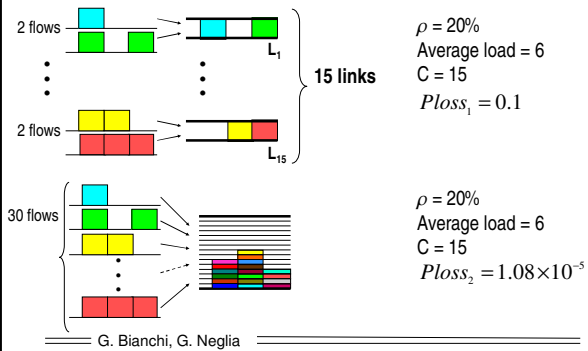 2 flows
L₁
15 links
ρ = 20%
Average load = 6
C = 15
Ploss₁ = 0.1
2 flows
L₁₅
30 flows
ρ = 20%
Average load = 6
C = 15
Ploss₂ = 1.08×10⁻⁵
G. Bianchi, G. Neglia